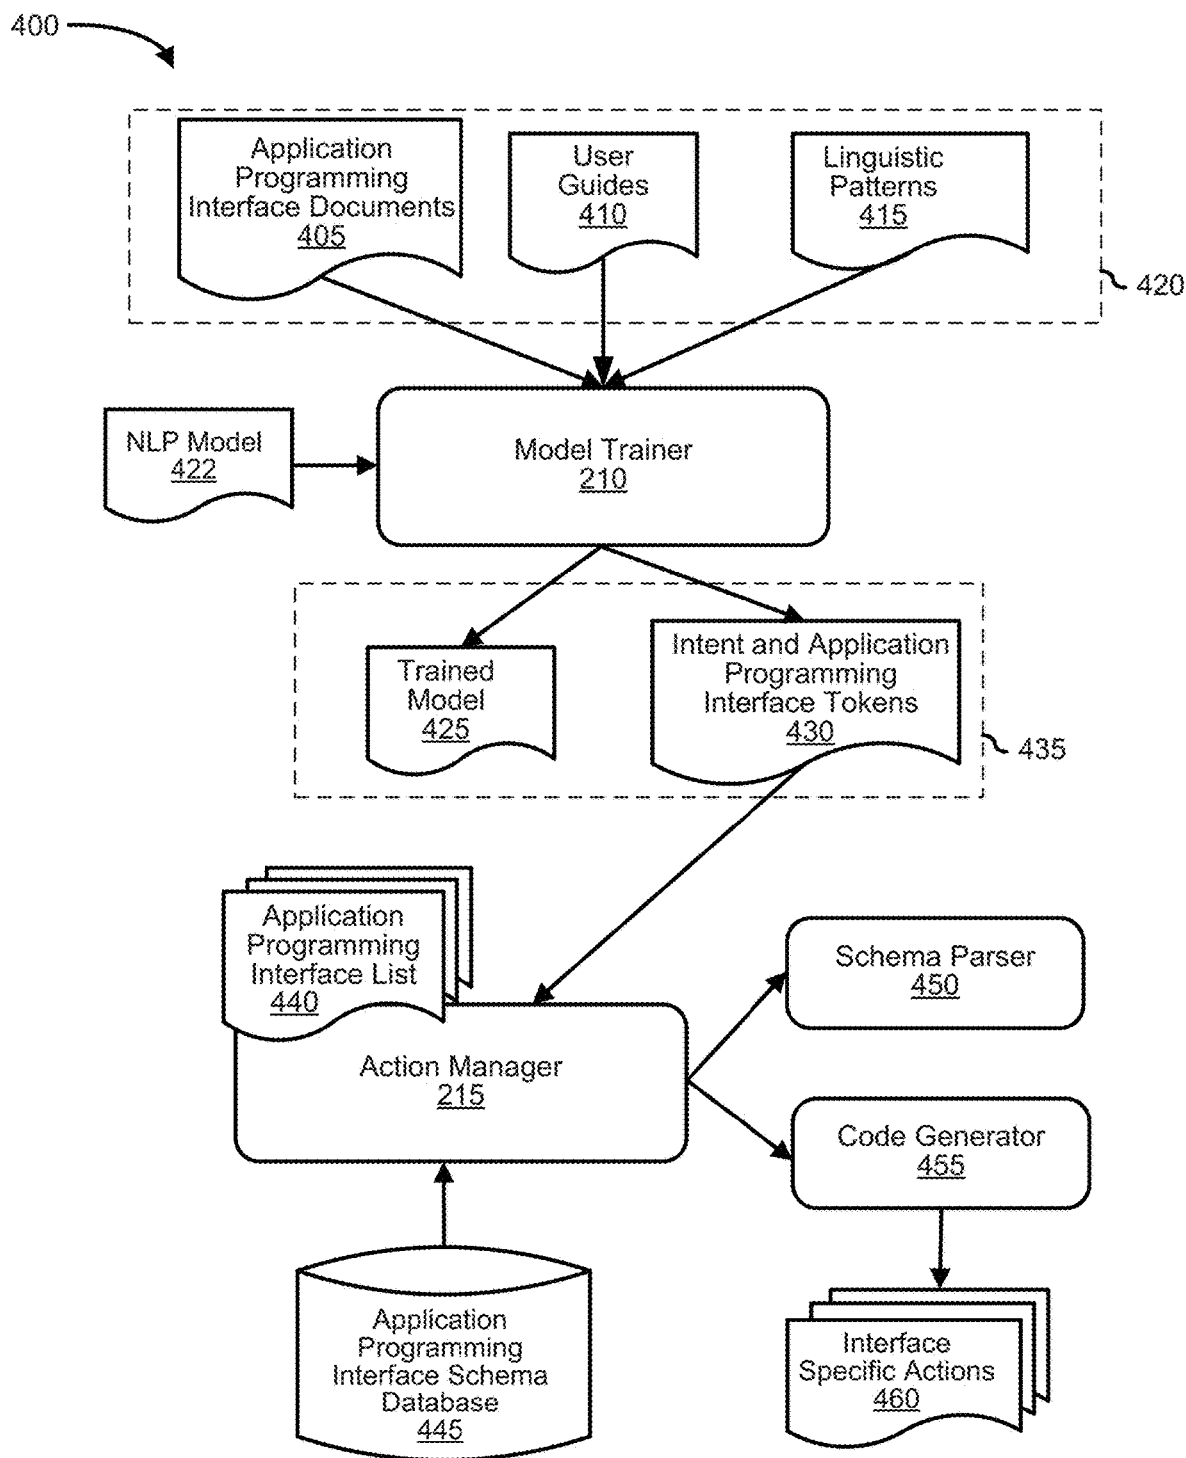 400
Application
Programming
Interface Documents
405
User
Guides
410
Linguistic
Patterns
415
420
NLP Model
422
Model Trainer
210
Trained
Model
425
Intent and Application
Programming
Interface Tokens
430
435
Application
Programming
Interface List
440
Action Manager
215
Schema Parser
450
Code Generator
455
Application
Programming
Interface Schema
Database
445
Interface
Specific Actions
460